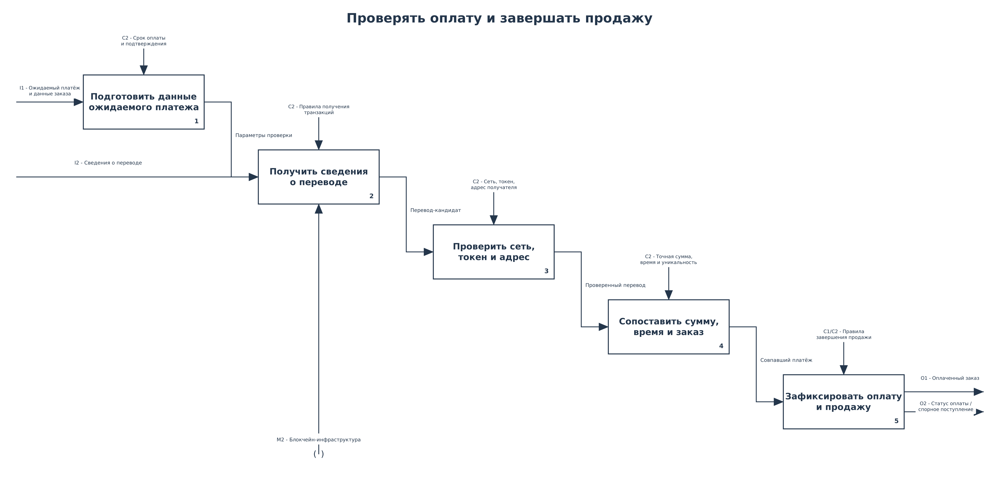 Проверять оплату и завершать продажу
C2 - Срок оплаты
и подтверждения
I1 - Ожидаемый платёж
и данные заказа
Подготовить данные
ожидаемого платежа
1
C2 - Правила получения
транзакций
Параметры проверки
I2 - Сведения о переводе
Получить сведения
о переводе
2
C2 - Сеть, токен,
адрес получателя
Перевод-кандидат
Проверить сеть,
токен и адрес
3
C2 - Точная сумма,
время и уникальность
Проверенный перевод
Сопоставить сумму,
время и заказ
4
C1/C2 - Правила
завершения продажи
Совпавший платёж
Зафиксировать оплату
и продажу
5
O1 - Оплаченный заказ
O2 - Статус оплаты /
спорное поступление
M2 - Блокчейн-инфраструктура
( )